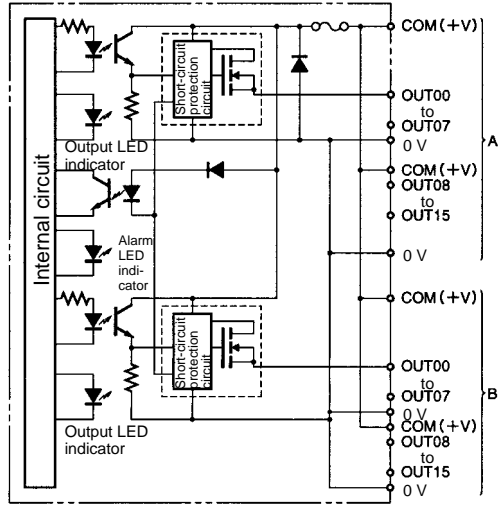 COM(+V)
Short-circuit
protection
circuit
OUT00
to
OUT07
0 V
Output LED
indicator
A
COM(+V)
OUT08
to
OUT15
Internal circuit
Alarm
LED
indi-
cator
0 V
COM(+V)
Short-circuit
protection
circuit
OUT00
to
OUT07
B
0 V
COM(+V)
Output LED
indicator
OUT08
to
OUT15
0 V